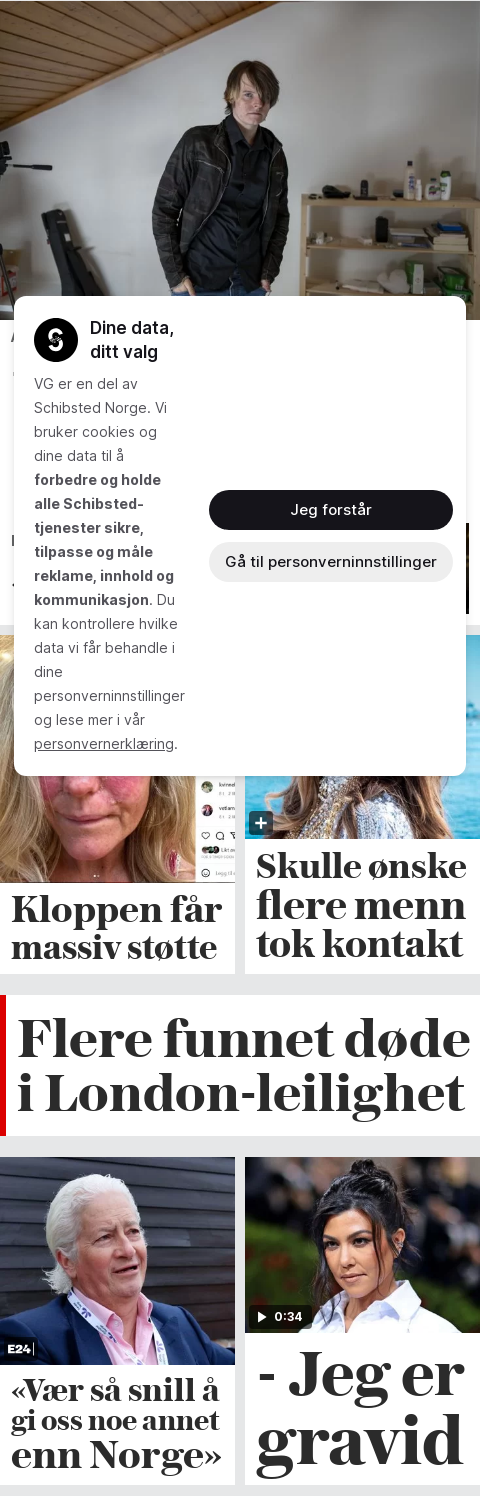 Dine data,
ditt valg
VG er en del av
Schibsted Norge. Vi
bruker cookies og
dine data til å
forbedre og holde
alle Schibsted-
tjenester sikre,
tilpasse og måle
reklame, innhold og
kommunikasjon. Du
kan kontrollere hvilke
data vi får behandle i
dine
personverninnstillinger
og lese mer i vår
personvernerklæring.
Jeg forstår
Gå til personverninnstillinger
Kloppen får
massiv støtte
Skulle ønske
flere menn
tok kontakt
Flere funnet døde
i London-leilighet
E24
«Vær så snill å
gi oss noe annet
enn Norge»
0:34
- Jeg er
gravid